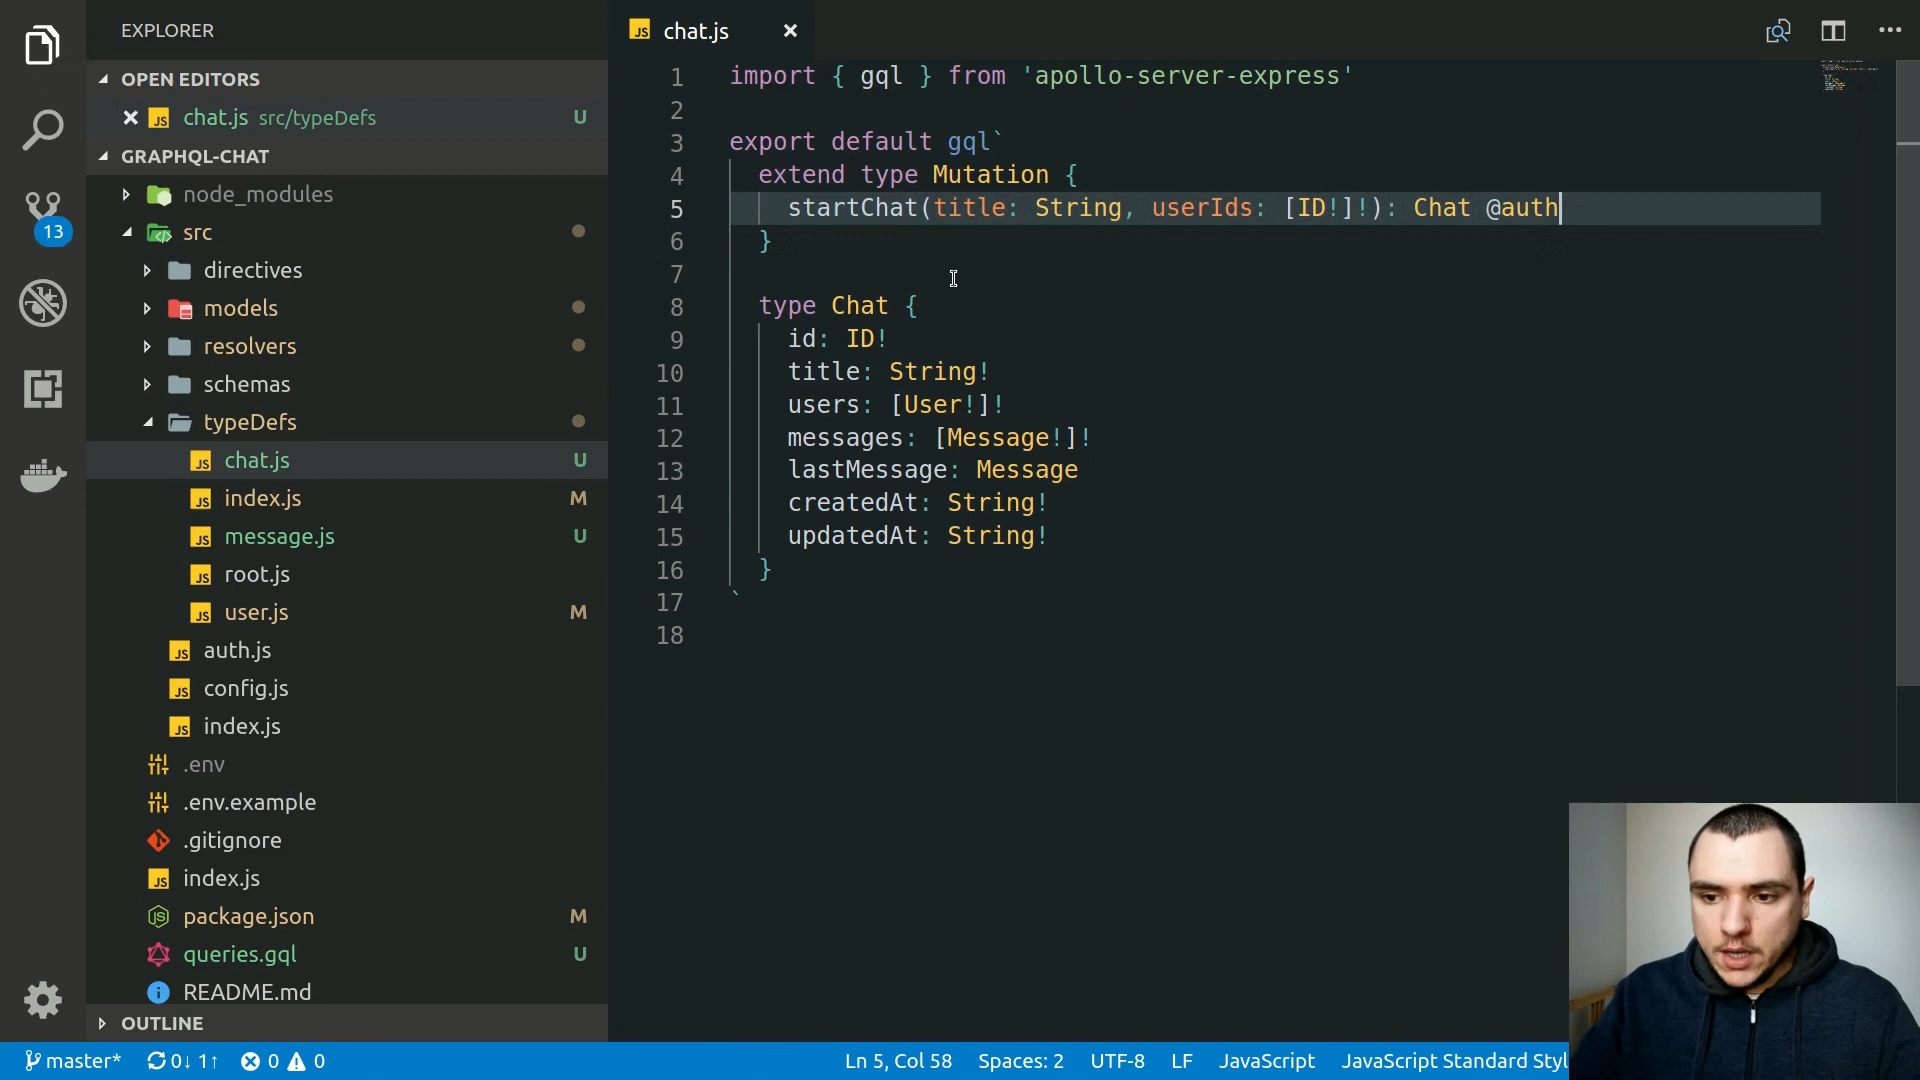 EXPLORER
OPEN EDITORS
chat.js src/typeDefs U
GRAPHQL-CHAT
node_modules
src
directives
models
resolvers
schemas
typeDefs
chat.js U
index.js M
message.js U
root.js
user.js M
auth.js
config.js
index.js
.env
.env.example
.gitignore
index.js
package.json M
queries.gql U
README.md
OUTLINE
13
chat.js
1 import { gql } from 'apollo-server-express'
2
3 export default gql`
4 extend type Mutation {
5 startChat(title: String, userIds: [ID!]!): Chat @auth
6 }
7
8 type Chat {
9 id: ID!
10 title: String!
11 users: [User!]!
12 messages: [Message!]!
13 lastMessage: Message
14 createdAt: String!
15 updatedAt: String!
16 }
17 `
18
master* 0↓ 1↑ 0 0 Ln 5, Col 58 Spaces: 2 UTF-8 LF JavaScript JavaScript Standard Styl